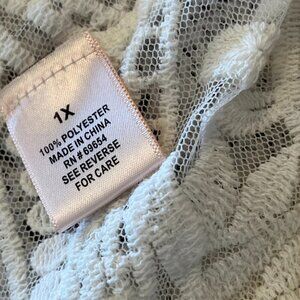 1X
100% POLYESTER
MADE IN CHINA
RN # 69654
SEE REVERSE
FOR CARE